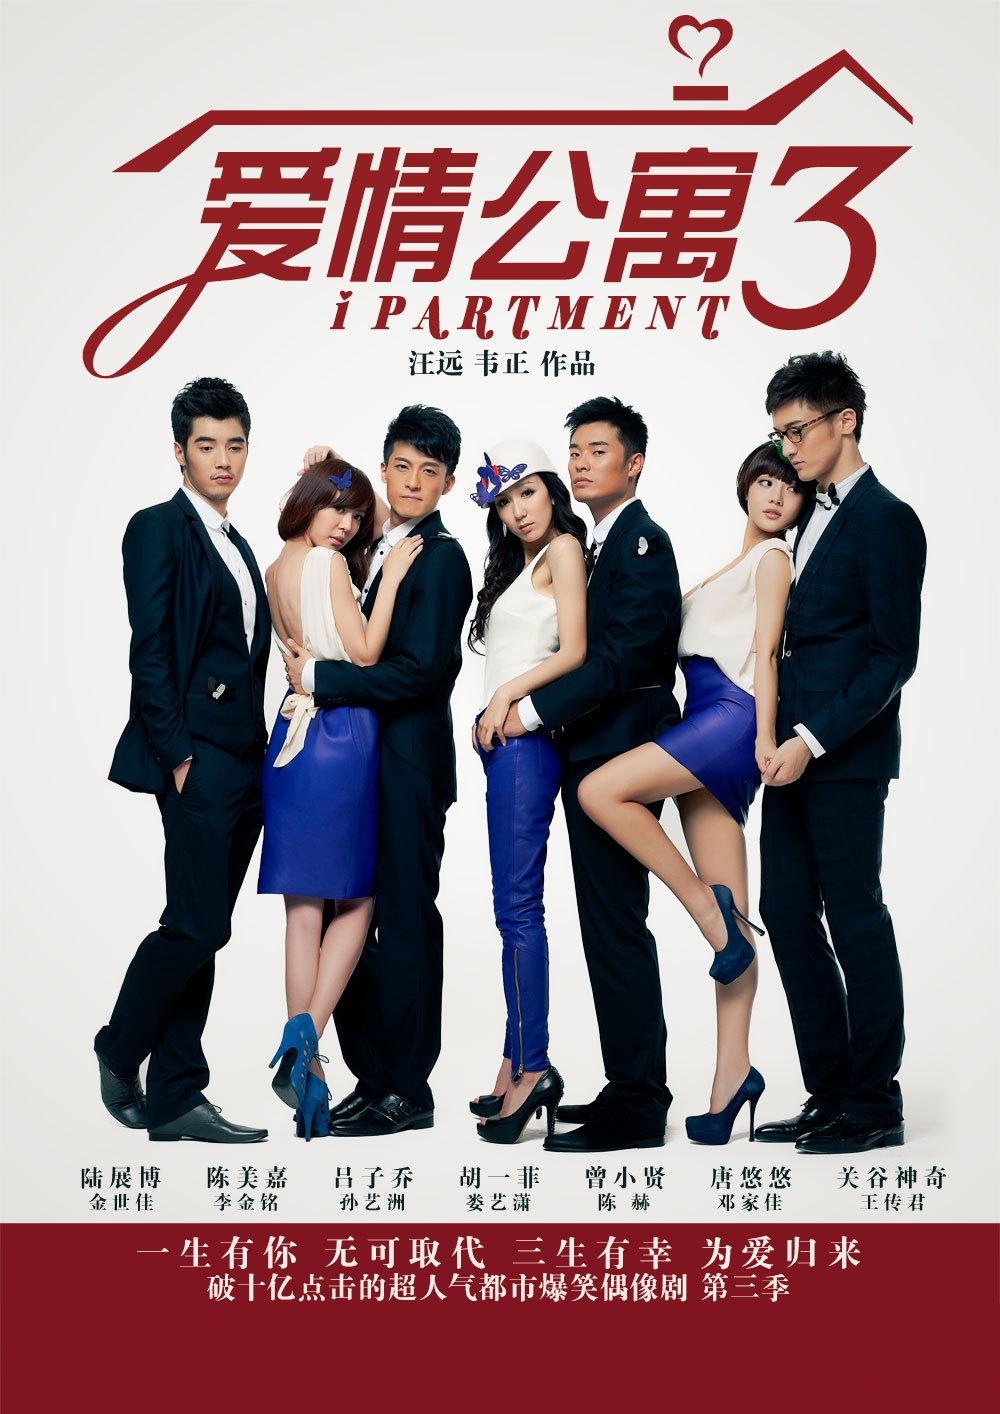 爱情公寓3
iPARTMENT
汪远 韦正 作品
陆展博 陈美嘉 吕子乔 胡一菲 曾小贤 唐悠悠 关谷神奇
金世佳 李金铭 孙艺洲 娄艺潇 陈赫 邓家佳 王传君
一生有你 无可取代 三生有幸 为爱归来
破十亿点击的超人气都市爆笑偶像剧 第三季